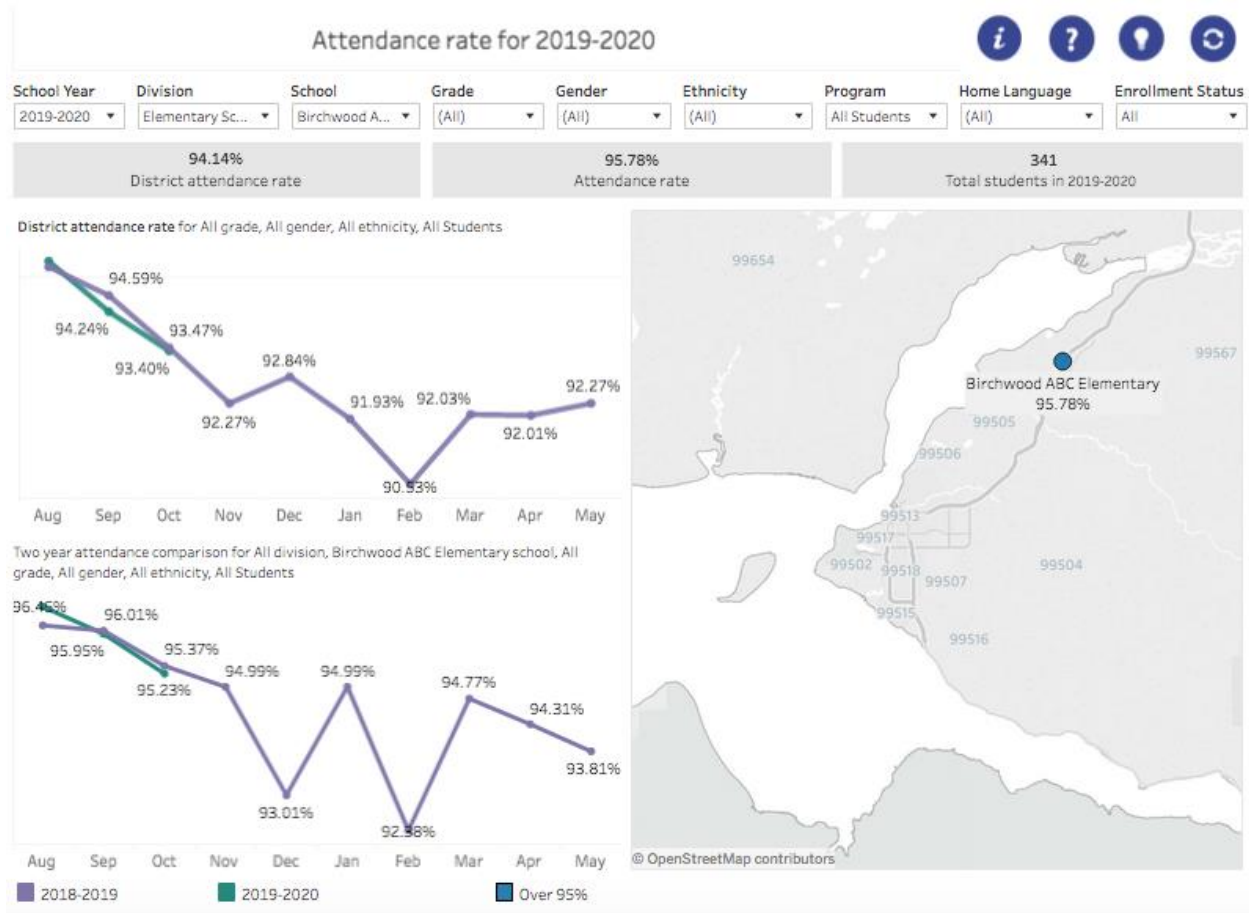 Attendance rate for 2019-2020
i
?
School Year
Division
School
Grade
Gender
Ethnicity
Program
Home Language
Enrollment Status
2019-2020
Elementary Sc...
Birchwood A...
(All)
(All)
(All)
All Students
(All)
All
94.14%
District attendance rate
95.78%
Attendance rate
341
Total students in 2019-2020
District attendance rate for All grade, All gender, All ethnicity, All Students
94.59%
94.24%
93.47%
93.40%
92.27%
92.84%
91.93%
90.53%
92.03%
92.01%
92.27%
Aug Sep Oct Nov Dec Jan Feb Mar Apr May
Two year attendance comparison for All division, Birchwood ABC Elementary school, All
grade, All gender, All ethnicity, All Students
96.45%
95.95%
96.01%
95.37%
95.23%
94.99%
93.01%
94.99%
92.38%
94.77%
94.31%
93.81%
Aug Sep Oct Nov Dec Jan Feb Mar Apr May
2018-2019
2019-2020
Over 95%
99654
99567
Birchwood ABC Elementary
95.78%
99505
99506
99513
99517
99502
99518
99507
99504
99515
99516
© OpenStreetMap contributors